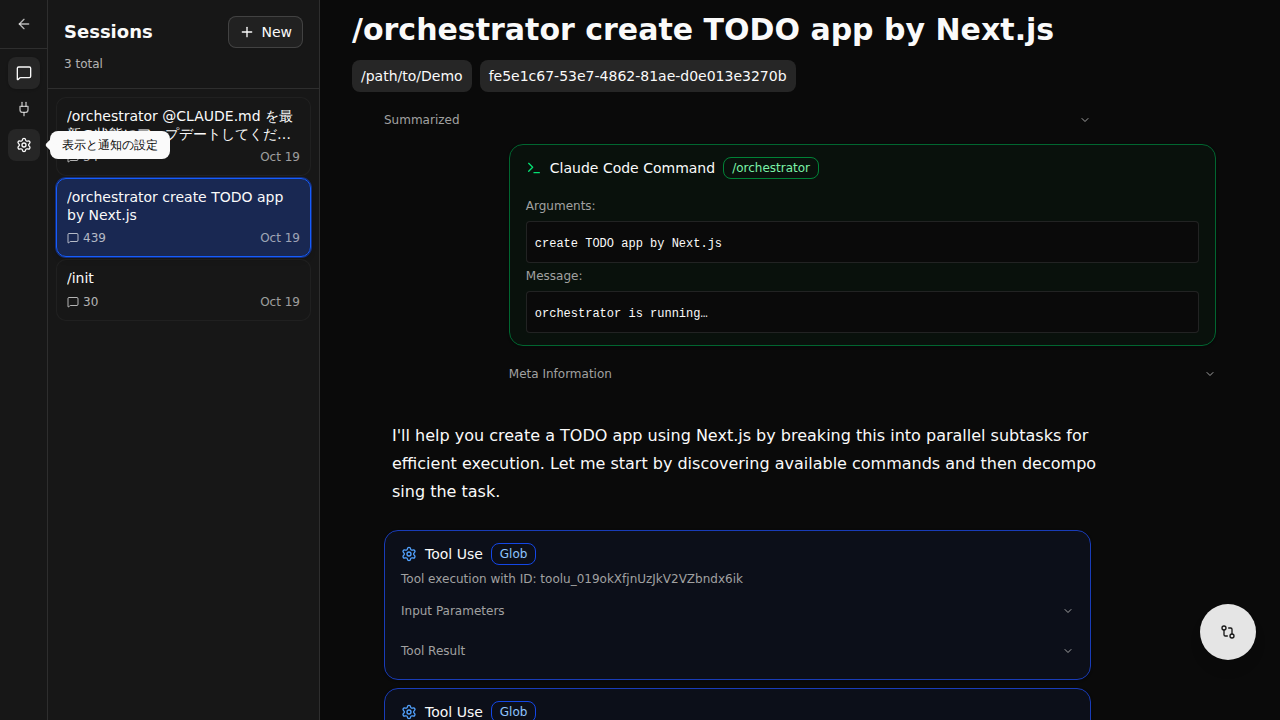 Sessions
New
3 total
/orchestrator @CLAUDE.md を最
プデートしてくだ…
Oct 19
表示と通知の設定
/orchestrator create TODO app
by Next.js
439
Oct 19
/init
30
Oct 19
/orchestrator create TODO app by Next.js
/path/to/Demo
fe5e1c67-53e7-4862-81ae-d0e013e3270b
Summarized
Claude Code Command
/orchestrator
Arguments:
create TODO app by Next.js
Message:
orchestrator is running…
Meta Information
I'll help you create a TODO app using Next.js by breaking this into parallel subtasks for
efficient execution. Let me start by discovering available commands and then decompo
sing the task.
Tool Use
Glob
Tool execution with ID: toolu_019okXfjnUzJkV2VZbndx6ik
Input Parameters
Tool Result
Tool Use
Glob